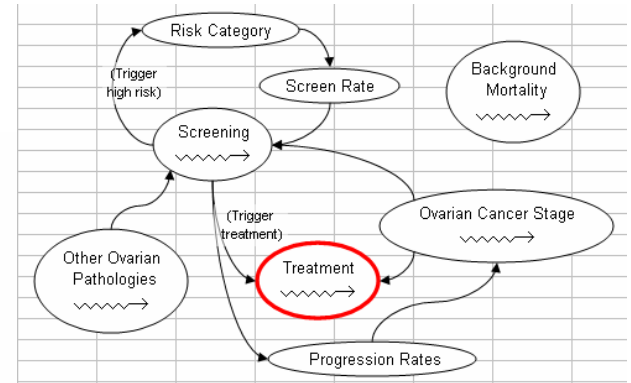 Risk Category
(Trigger
high risk)
Screen Rate
Background
Mortality
Screening
(Trigger
treatment)
Ovarian Cancer Stage
Other Ovarian
Pathologies
Treatment
Progression Rates